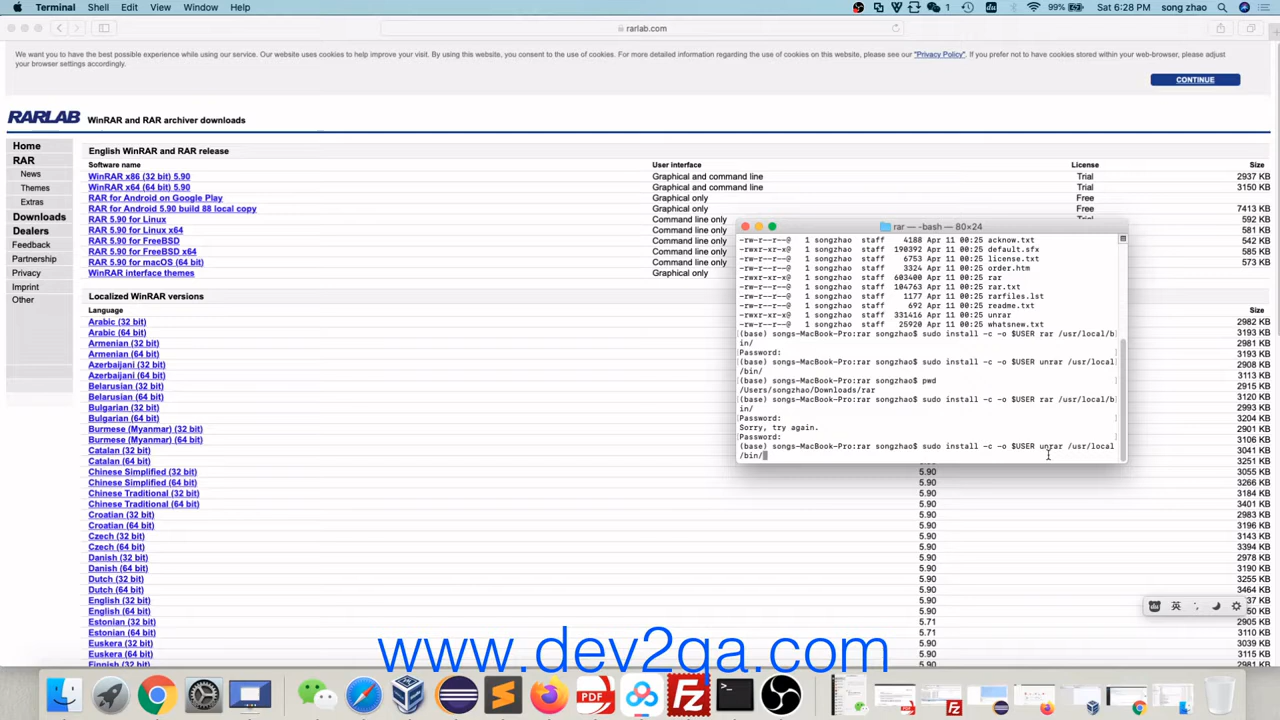 Terminal Shell Edit View Window Help 1 99% Sat 6:28 PM song zhao
rarlab.com
We want you to have the best possible experience while using our service. Our website uses cookies to help improve your visit. By using this website, you consent to the use of cookies. For more detailed information regarding the use of cookies on this website, please see our "Privacy Policy". If you prefer not to have cookies stored within your web-browser, please adjust
your browser settings accordingly.
CONTINUE
RARLAB WinRAR and RAR archiver downloads
Home
RAR
News
Themes
Extras
Downloads
Dealers
Feedback
Partnership
Privacy
Imprint
Other
English WinRAR and RAR release
Software name User interface License Size
WinRAR x86 (32 bit) 5.90 Graphical and command line Trial 2937 KB
WinRAR x64 (64 bit) 5.90 Graphical and command line Trial 3150 KB
RAR for Android on Google Play Graphical only Free
RAR for Android 5.90 build 88 local copy Graphical only Free 7413 KB
RAR 5.90 for Linux Command line only Trial 592 KB
RAR 5.90 for Linux x64 Command line only 581 KB
RAR 5.90 for FreeBSD Command line only 542 KB
RAR 5.90 for FreeBSD x64 Command line only 585 KB
RAR 5.90 for macOS (64 bit) Command line only 573 KB
WinRAR interface themes Graphical only
Localized WinRAR versions
Language Size
Arabic (32 bit) 2982 KB
Arabic (64 bit) 3192 KB
Armenian (32 bit) 2981 KB
Armenian (64 bit) 3193 KB
Azerbaijani (32 bit)
Azerbaijani (64 bit) 3113 KB
Belarusian (32 bit) 2915 KB
Belarusian (64 bit) 3120 KB
Bulgarian (32 bit) 2993 KB
Bulgarian (64 bit) 3204 KB
Burmese (Myanmar) (32 bit) 2901 KB
Burmese (Myanmar) (64 bit) 3106 KB
Catalan (32 bit) 3041 KB
Catalan (64 bit) 3251 KB
Chinese Simplified (32 bit) 5.90 3055 KB
Chinese Simplified (64 bit) 5.90 3266 KB
Chinese Traditional (32 bit) 5.90 3184 KB
Chinese Traditional (64 bit) 5.90 3401 KB
Croatian (32 bit) 5.90 2983 KB
Croatian (64 bit) 5.90 3196 KB
Czech (32 bit) 5.90 3143 KB
Czech (64 bit) 5.90 3394 KB
Danish (32 bit) 5.90 2978 KB
Danish (64 bit) 5.90 3190 KB
Dutch (32 bit) 5.90 3255 KB
Dutch (64 bit) 5.90 3464 KB
English (32 bit) 5.90 37 KB
English (64 bit) 5.90
Estonian (32 bit) 5.71 2905 KB
Estonian (64 bit) 5.71 3110 KB
Euskera (32 bit) 5.90 3039 KB
Euskera (64 bit) 5.90 3115 KB
Finnish (32 bit) 5.90 2981 KB
rar — -bash — 80×24
-rw-r--r--@ 1 songzhao staff 4188 Apr 11 00:25 acknow.txt
-rwxr-xr-x@ 1 songzhao staff 190392 Apr 11 00:25 default.sfx
-rw-r--r--@ 1 songzhao staff 6753 Apr 11 00:25 license.txt
-rw-r--r--@ 1 songzhao staff 3324 Apr 11 00:25 order.htm
-rwxr-xr-x@ 1 songzhao staff 603400 Apr 11 00:25 rar
-rw-r--r--@ 1 songzhao staff 104763 Apr 11 00:25 rar.txt
-rw-r--r--@ 1 songzhao staff 1177 Apr 11 00:25 rarfiles.lst
-rw-r--r--@ 1 songzhao staff 692 Apr 11 00:25 readme.txt
-rwxr-xr-x@ 1 songzhao staff 331416 Apr 11 00:25 unrar
-rw-r--r--@ 1 songzhao staff 25920 Apr 11 00:25 whatsnew.txt
(base) songs-MacBook-Pro:rar songzhao$ sudo install -c -o $USER rar /usr/local/b
in/
Password:
(base) songs-MacBook-Pro:rar songzhao$ sudo install -c -o $USER unrar /usr/local
/bin/
(base) songs-MacBook-Pro:rar songzhao$ pwd
/Users/songzhao/Downloads/rar
(base) songs-MacBook-Pro:rar songzhao$ sudo install -c -o $USER rar /usr/local/b
in/
Password:
Sorry, try again.
Password:
(base) songs-MacBook-Pro:rar songzhao$ sudo install -c -o $USER unrar /usr/local
/bin/
英
www.dev2qa.com
PDF
FZ